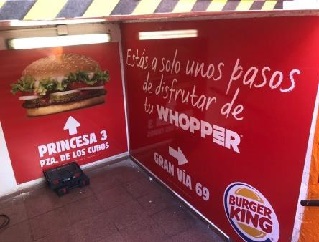 PRINCESA 3
PZA. DE LOS CUBOS
Estás a solo unos pasos
de disfrutar de
tu WHOPPER
GRAN VÍA 69
BURGER
KING